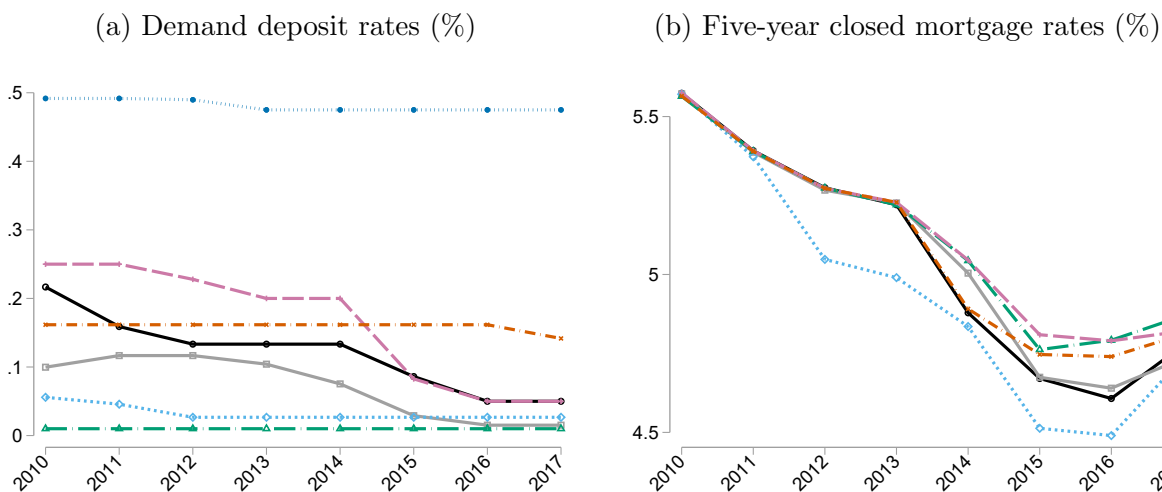 (a) Demand deposit rates (%)
(b) Five-year closed mortgage rates (%)
.5
.4
.3
.2
.1
0
2010 2011 2012 2013 2014 2015 2016 2017
5.5
5
4.5
2010 2011 2012 2013 2014 2015 2016